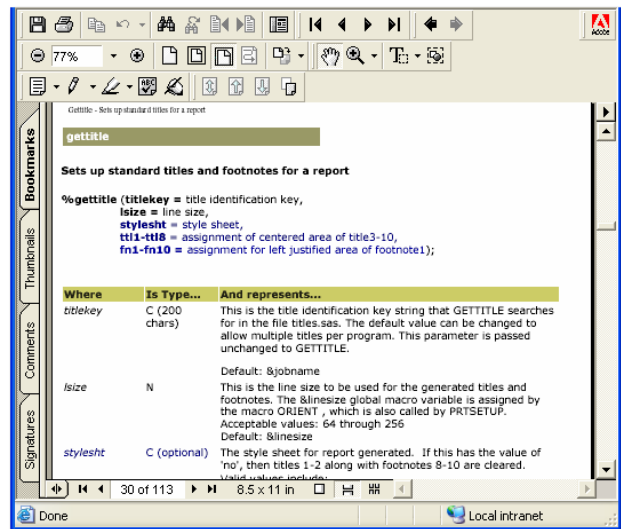 Adobe
77%
Gettitle - Sets up standard titles for a report
gettitle
Sets up standard titles and footnotes for a report
%gettitle (titlekey = title identification key,
lsize = line size,
stylesht = style sheet,
ttl1-ttl8 = assignment of centered area of title3-10,
fn1-fn10 = assignment for left justified area of footnote1);
Where Is Type... And represents...
titlekey C (200 This is the title identification key string that GETTITLE searches
chars) for in the file titles.sas. The default value can be changed to
allow multiple titles per program. This parameter is passed
unchanged to GETTITLE.
Default: &jobname
lsize N This is the line size to be used for the generated titles and
footnotes. The &linesize global macro variable is assigned by
the macro ORIENT , which is also called by PRTSETUP.
Acceptable values: 64 through 256
Default: &linesize
stylesht C (optional) The style sheet for report generated. If this has the value of
'no', then titles 1-2 along with footnotes 8-10 are cleared.
Valid values include:
Bookmarks
Thumbnails
Comments
Signatures
30 of 113 8.5 x 11 in
Done Local intranet